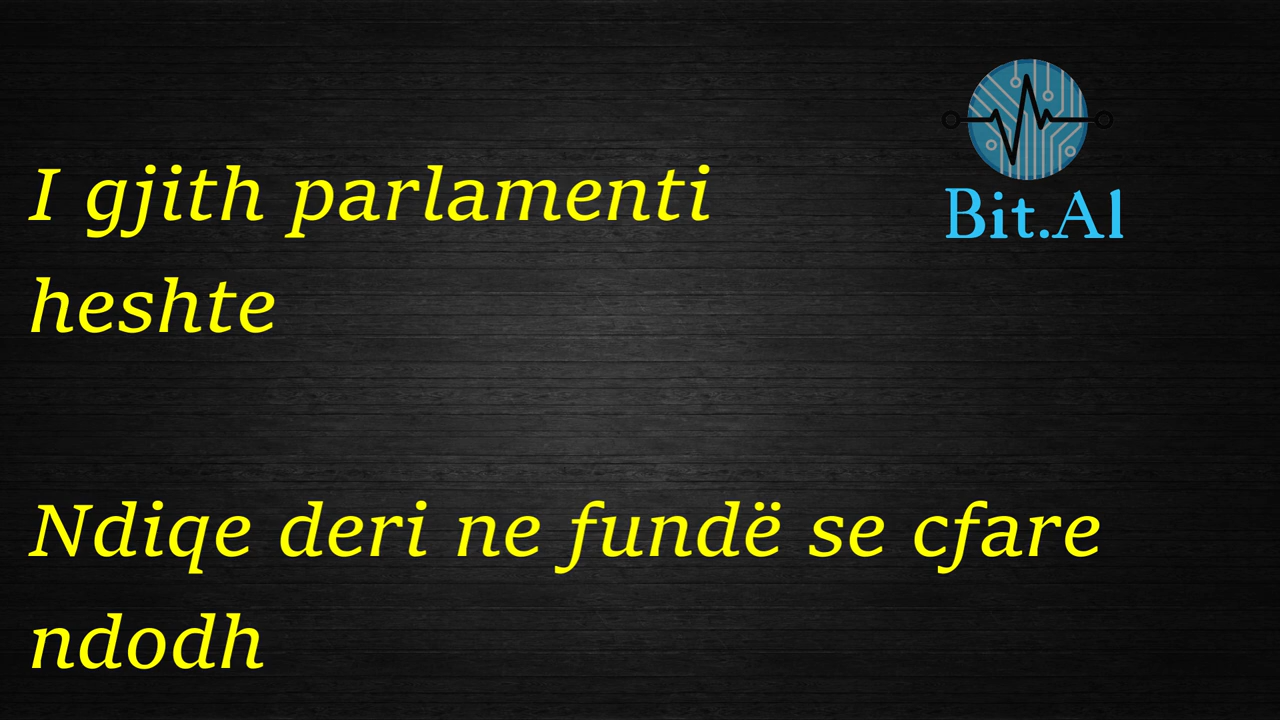 Bit.Al
I gjith parlamenti
heshte
Ndiqe deri ne fundë se cfare
ndodh